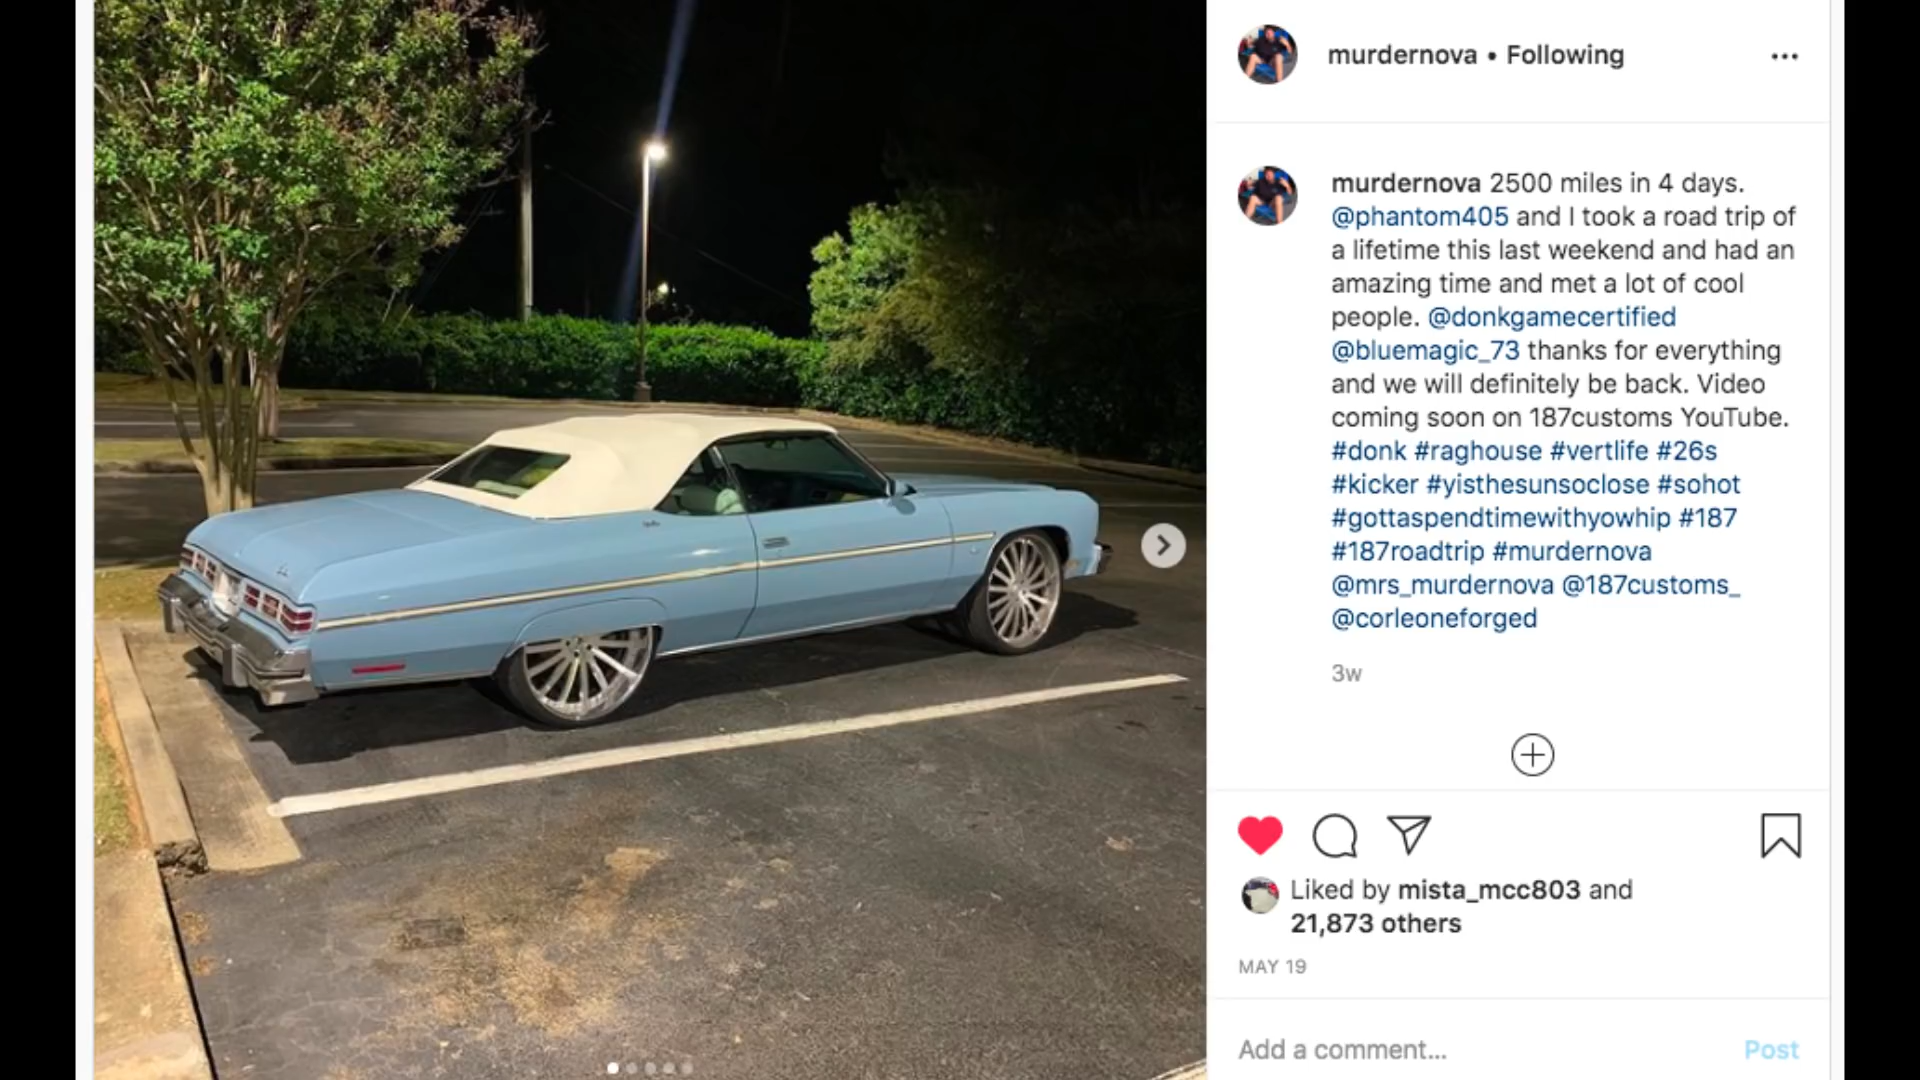 murdernova • Following
murdernova 2500 miles in 4 days.
@phantom405 and I took a road trip of
a lifetime this last weekend and had an
amazing time and met a lot of cool
people. @donkgamecertified
@bluemagic_73 thanks for everything
and we will definitely be back. Video
coming soon on 187customs YouTube.
#donk #raghouse #vertlife #26s
#kicker #yisthesunsoclose #sohot
#gottaspendtimewithyowhip #187
#187roadtrip #murdernova
@mrs_murdernova @187customs_
@corleoneforged
3w
Liked by mista_mcc803 and
21,873 others
MAY 19
Add a comment... Post